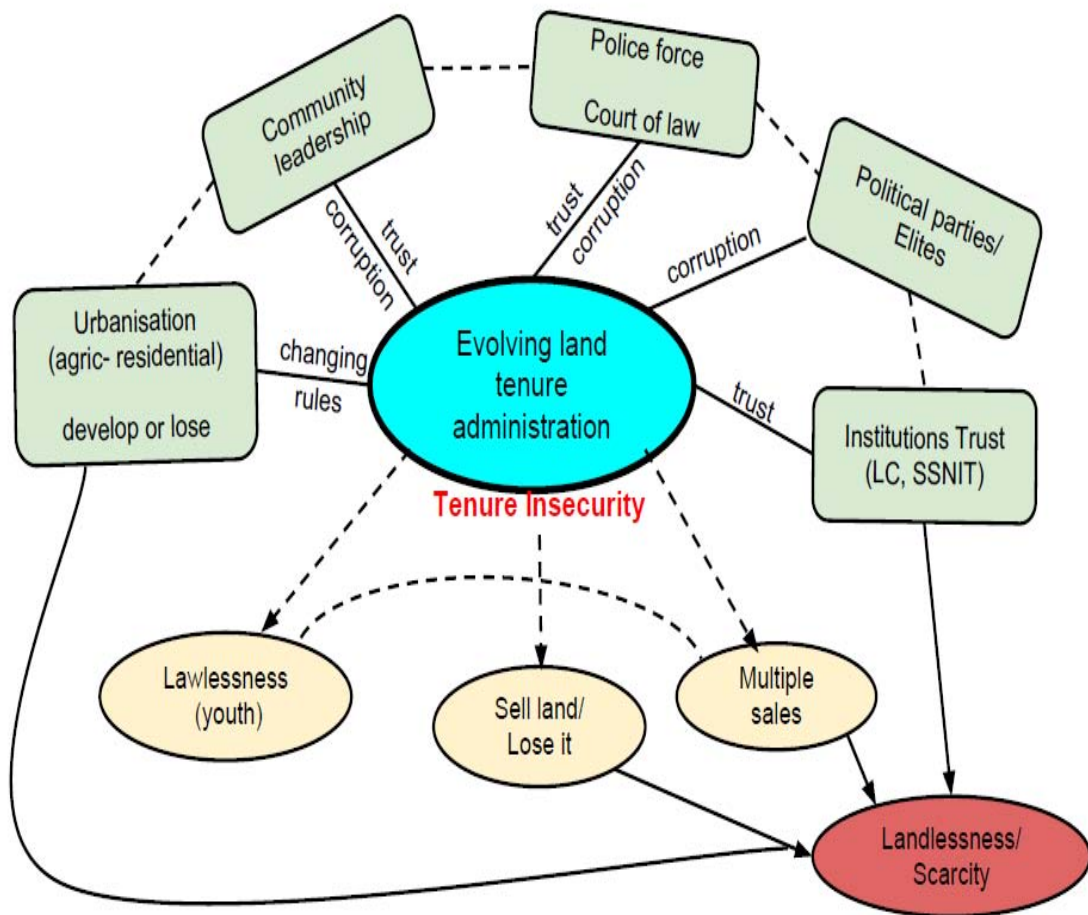 Police force
Court of law
Community
leadership
Political parties/
Elites
trust
corruption
trust
corruption
corruption
Urbanisation
(agric- residential)
develop or lose
changing
rules
Evolving land
tenure
administration
trust
Institutions Trust
(LC, SSNIT)
Tenure Insecurity
Lawlessness
(youth)
Sell land/
Lose it
Multiple
sales
Landlessness/
Scarcity